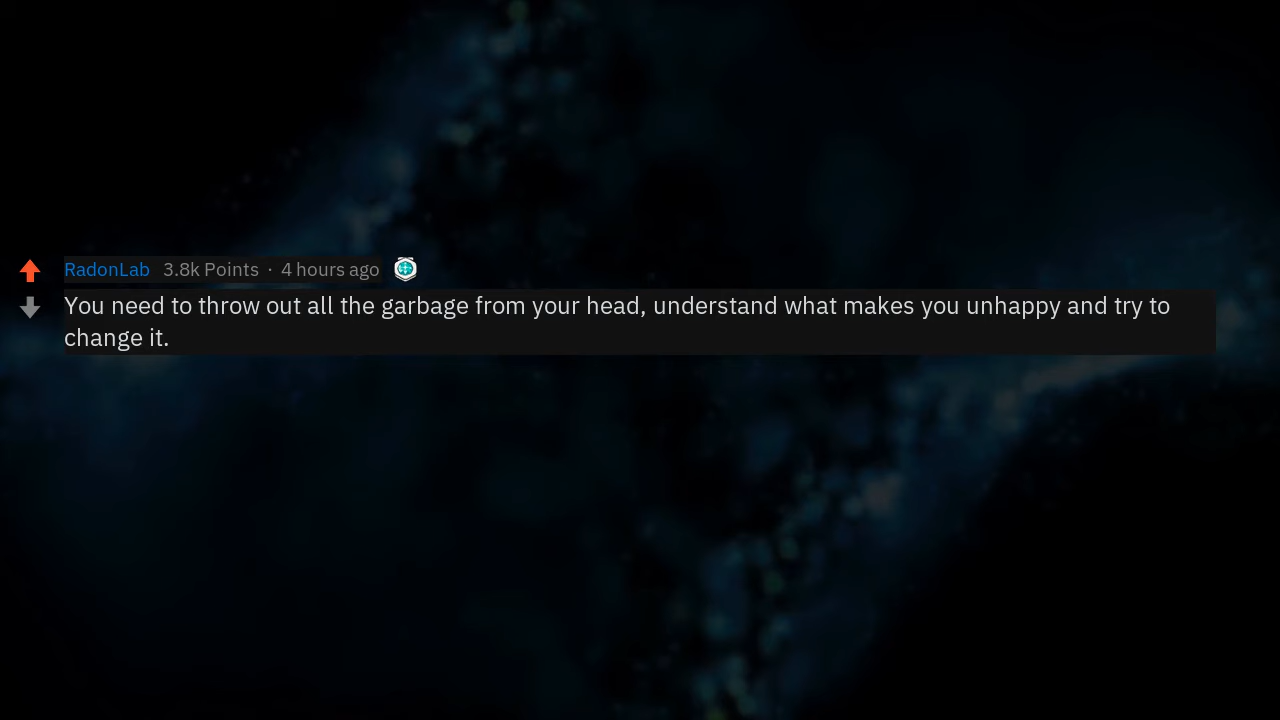 RadonLab 3.8k Points · 4 hours ago
You need to throw out all the garbage from your head, understand what makes you unhappy and try to
change it.